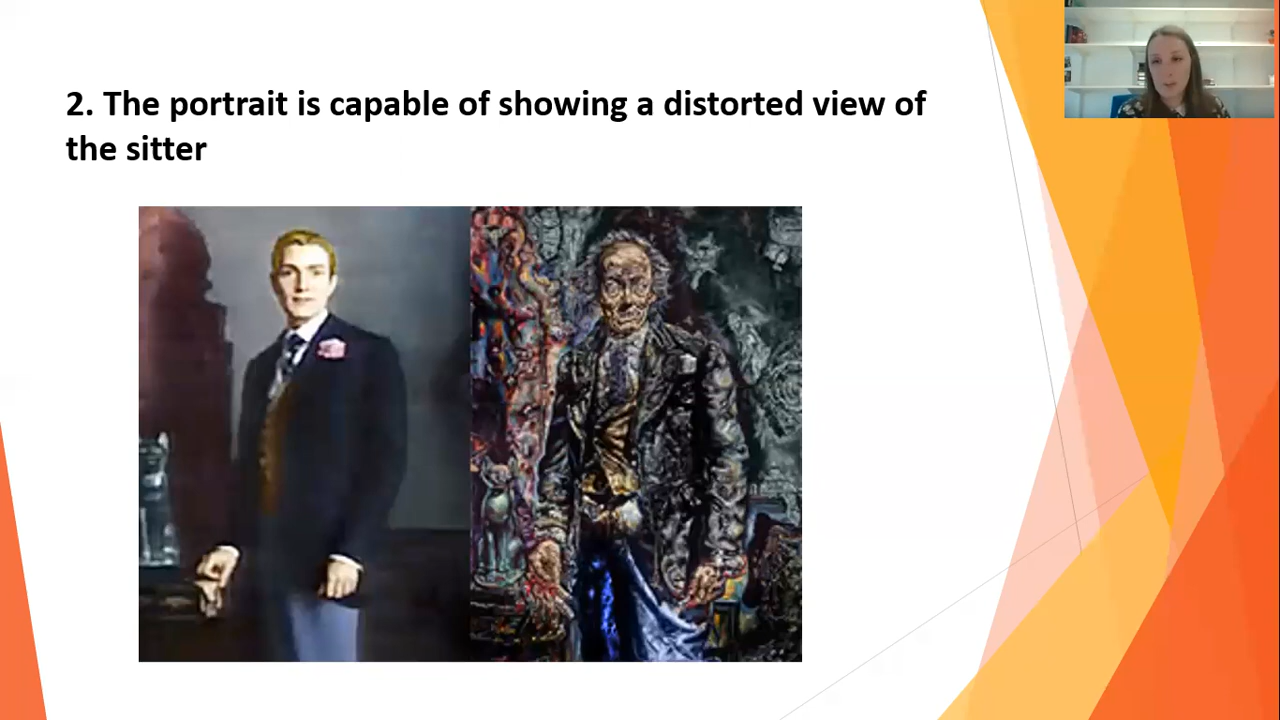 2. The portrait is capable of showing a distorted view of
the sitter